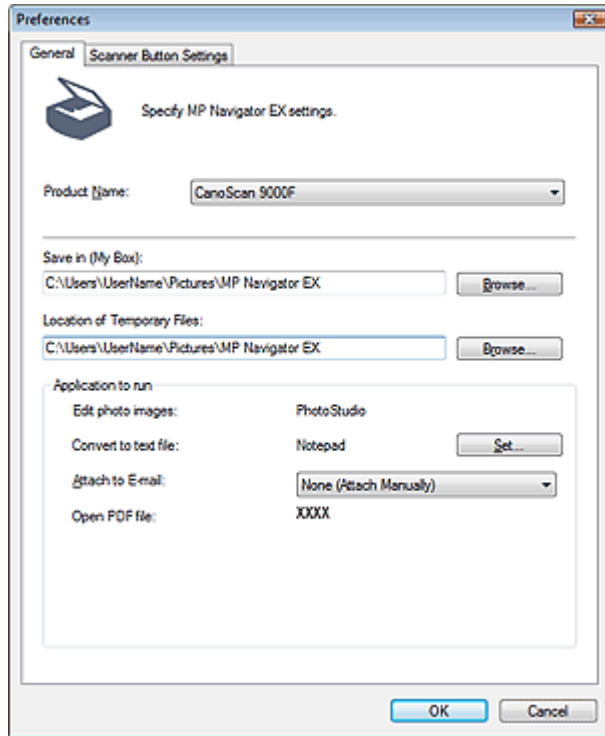 Preferences
General Scanner Button Settings
Specify MP Navigator EX settings.
Product Name: CanoScan 9000F
Save in (My Box):
C:\Users\UserName\Pictures\MP Navigator EX Browse...
Location of Temporary Files:
C:\Users\UserName\Pictures\MP Navigator EX Browse...
Application to run
Edit photo images: PhotoStudio
Convert to text file: Notepad Set...
Attach to E-mail: None (Attach Manually)
Open PDF file: XXXX
OK Cancel